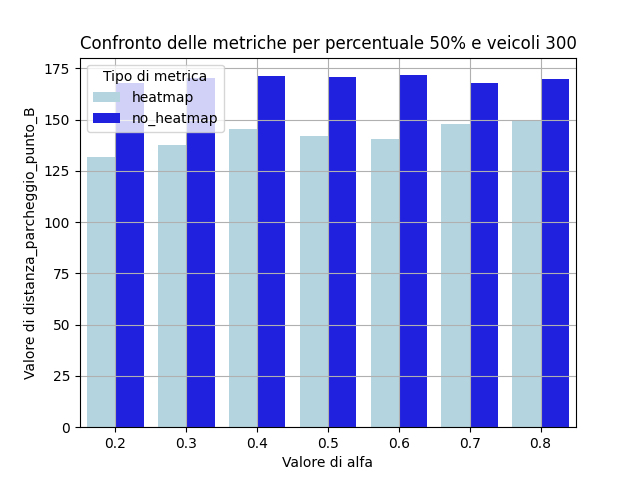 Confronto delle metriche per percentuale 50% e veicoli 300
Valore di distanza_parcheggio_punto_B
175
150
125
100
75
50
25
0
Tipo di metrica
heatmap
no_heatmap
0.2 0.3 0.4 0.5 0.6 0.7 0.8
Valore di alfa